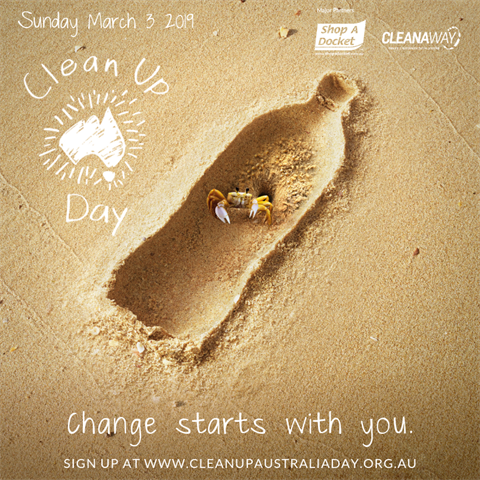 Sunday March 3 2019
Major Partners
Shop A
Docket
CLEANAWAY
Clean Up
Day
Change starts with you.
SIGN UP AT WWW.CLEANUPAUSTRALIADAY.ORG.AU